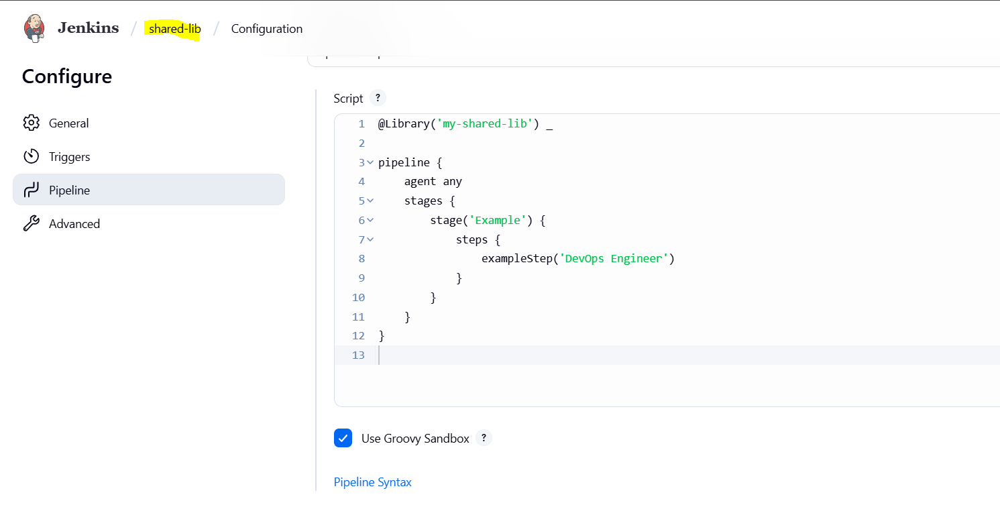 Jenkins / shared-lib / Configuration
Configure
General
Triggers
Pipeline
Advanced
Script ?
1 @Library('my-shared-lib') _
2
3 pipeline {
4     agent any
5     stages {
6         stage('Example') {
7             steps {
8                 exampleStep('DevOps Engineer')
9             }
10         }
11     }
12 }
13
Use Groovy Sandbox ?
Pipeline Syntax